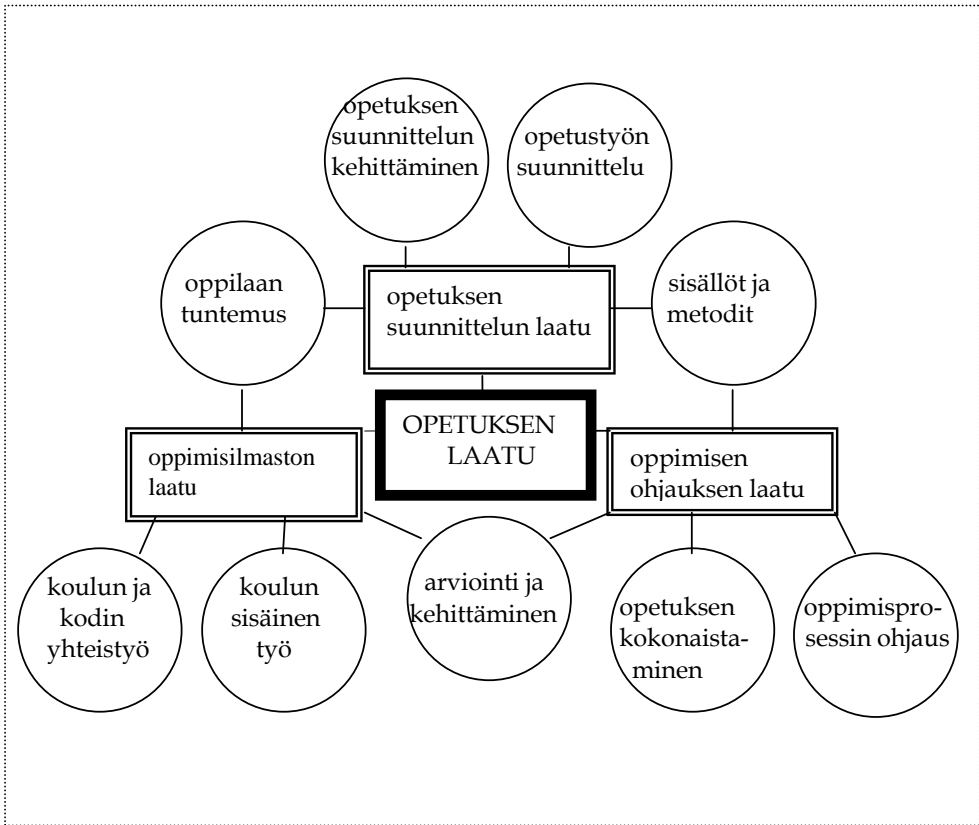 opetuksen
suunnittelun
kehittäminen
opetustyön
suunnittelu
oppilaan
tuntemus
opetuksen
suunnittelun laatu
sisällöt ja
metodit
OPETUKSEN
LAATU
oppimisilmaston
laatu
oppimisen
ohjauksen laatu
koulun ja
kodin
yhteistyö
koulun
sisäinen
työ
arviointi ja
kehittäminen
opetuksen
kokonaista-
minen
oppimispro-
sessin ohjaus